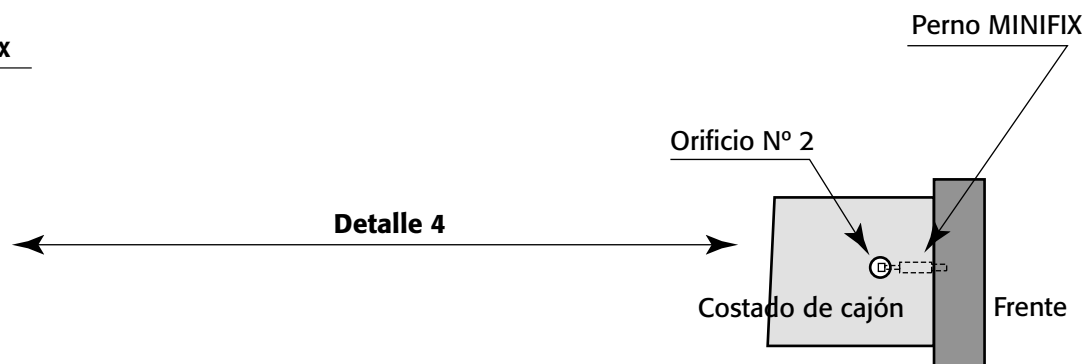 Perno MINIFIX
x
Orificio Nº 2
Detalle 4
Costado de cajón
Frente